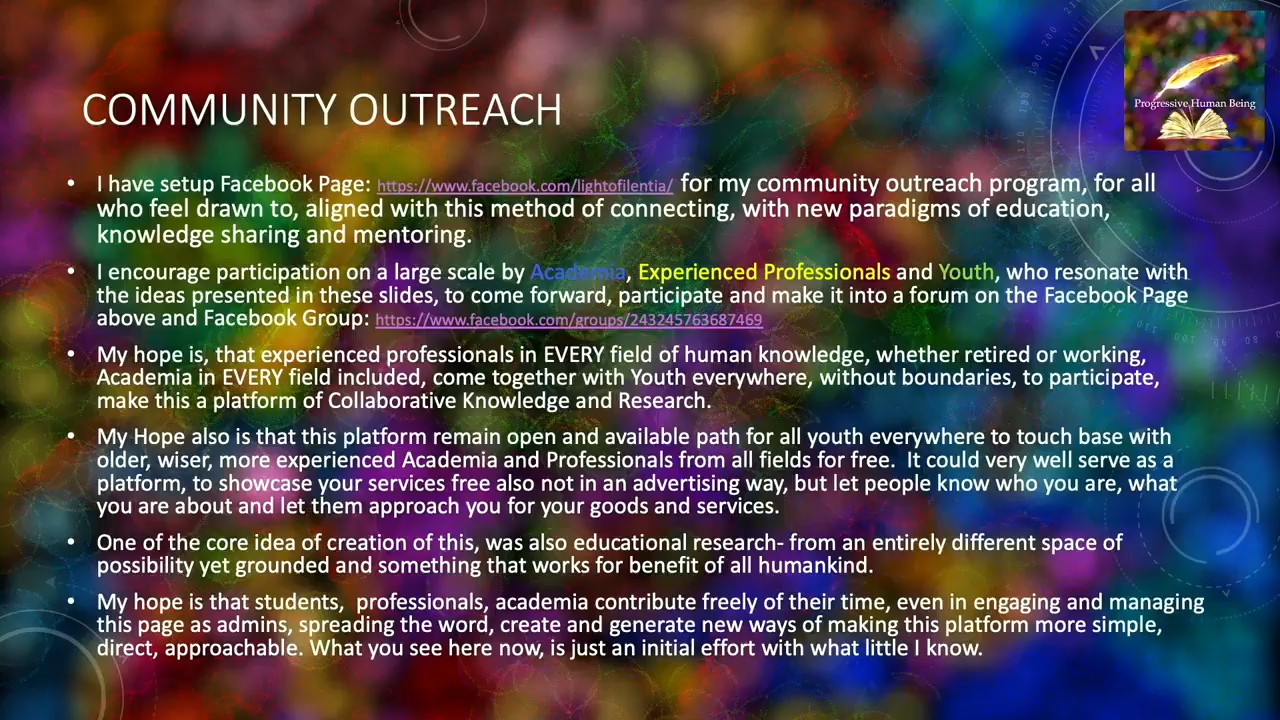 Progressive Human Being
COMMUNITY OUTREACH
• I have setup Facebook Page: https://www.facebook.com/lightofilentia/ for my community outreach program, for all
who feel drawn to, aligned with this method of connecting, with new paradigms of education,
knowledge sharing and mentoring.
• I encourage participation on a large scale by Academia, Experienced Professionals and Youth, who resonate with
the ideas presented in these slides, to come forward, participate and make it into a forum on the Facebook Page
above and Facebook Group: https://www.facebook.com/groups/243245763687469
• My hope is, that experienced professionals in EVERY field of human knowledge, whether retired or working,
Academia in EVERY field included, come together with Youth everywhere, without boundaries, to participate,
make this a platform of Collaborative Knowledge and Research.
• My Hope also is that this platform remain open and available path for all youth everywhere to touch base with
older, wiser, more experienced Academia and Professionals from all fields for free.  It could very well serve as a
platform, to showcase your services free also not in an advertising way, but let people know who you are, what
you are about and let them approach you for your goods and services.
• One of the core idea of creation of this, was also educational research- from an entirely different space of
possibility yet grounded and something that works for benefit of all humankind.
• My hope is that students,  professionals, academia contribute freely of their time, even in engaging and managing
this page as admins, spreading the word, create and generate new ways of making this platform more simple,
direct, approachable. What you see here now, is just an initial effort with what little I know.